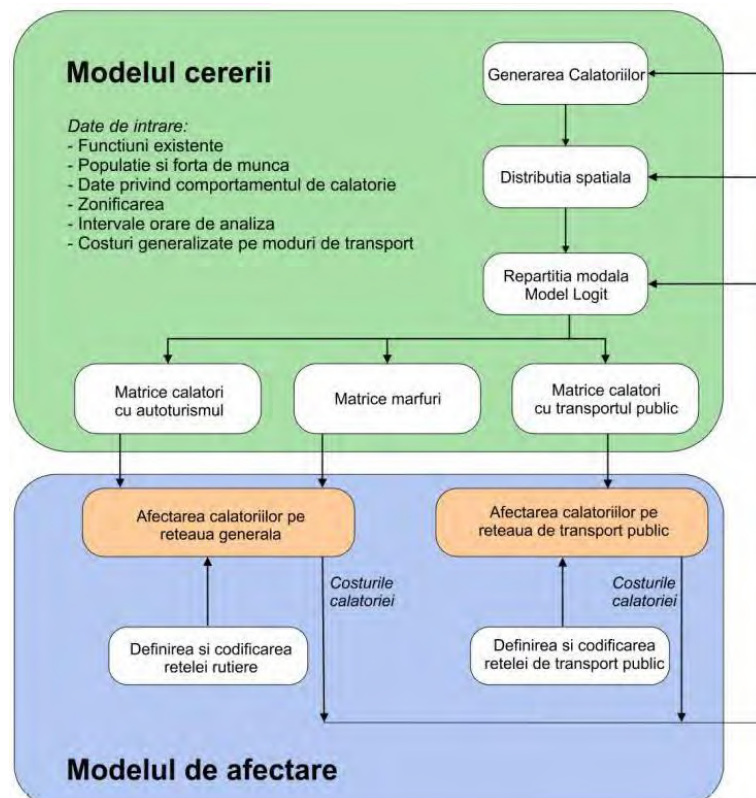 Modelul cererii
Date de intrare:
- Functiuni existente
- Populatie si forta de munca
- Date privind comportamentul de calatorie
- Zonificarea
- Intervale orare de analiza
- Costuri generalizate pe moduri de transport
Generarea Calatoriilor
Distributia spatiala
Repartitia modala
Model Logit
Matrice calatori
cu autoturismul
Matrice marfuri
Matrice calatori
cu transportul public
Afectarea calatoriilor pe
reteaua generala
Afectarea calatoriilor pe
reteaua de transport public
Costurile
calatoriei
Costurile
calatoriei
Definirea si codificarea
retelei rutiere
Definirea si codificarea
retelei de transport public
Modelul de afectare